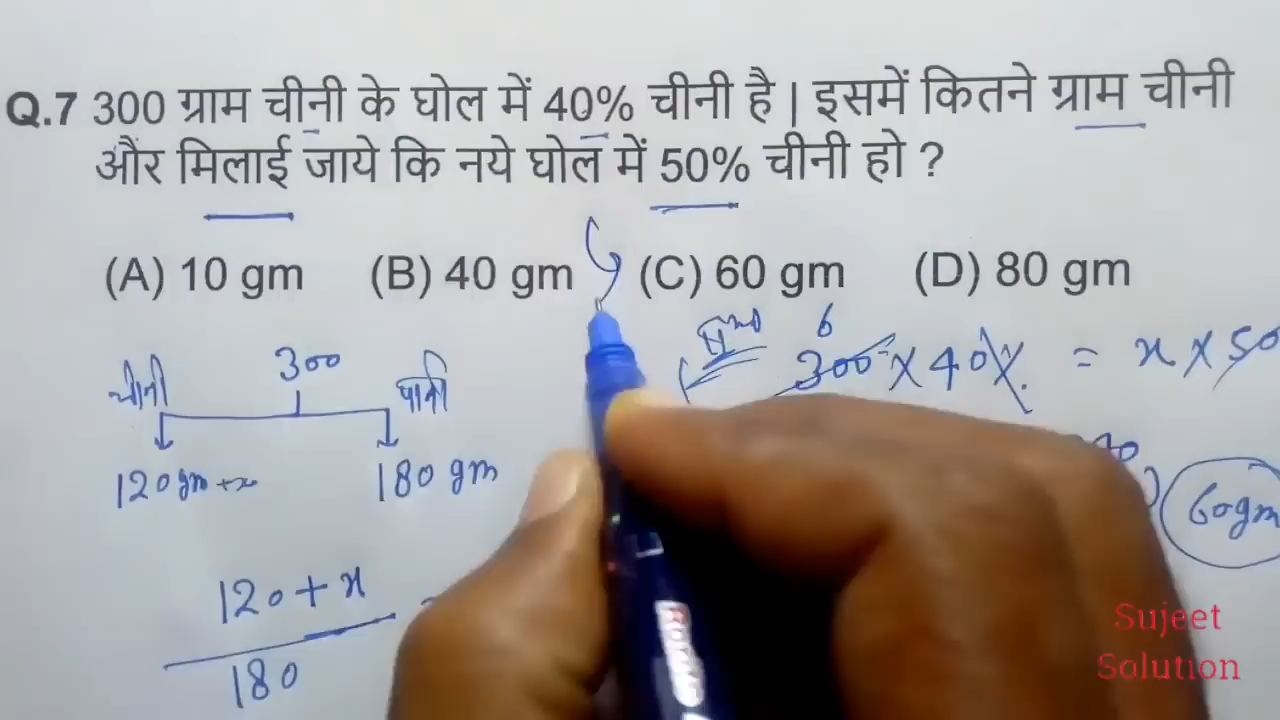 Q.7 300 ग्राम चीनी के घोल में 40% चीनी है | इसमें कितने ग्राम चीनी
और मिलाई जाये कि नये घोल में 50% चीनी हो ?
(A) 10 gm (B) 40 gm (C) 60 gm (D) 80 gm
IInd 6
चीनी 300 पानी
300 × 40% = x × 50
120gm + x 180 gm
60gm
120 + x
180
Sujeet
Solution